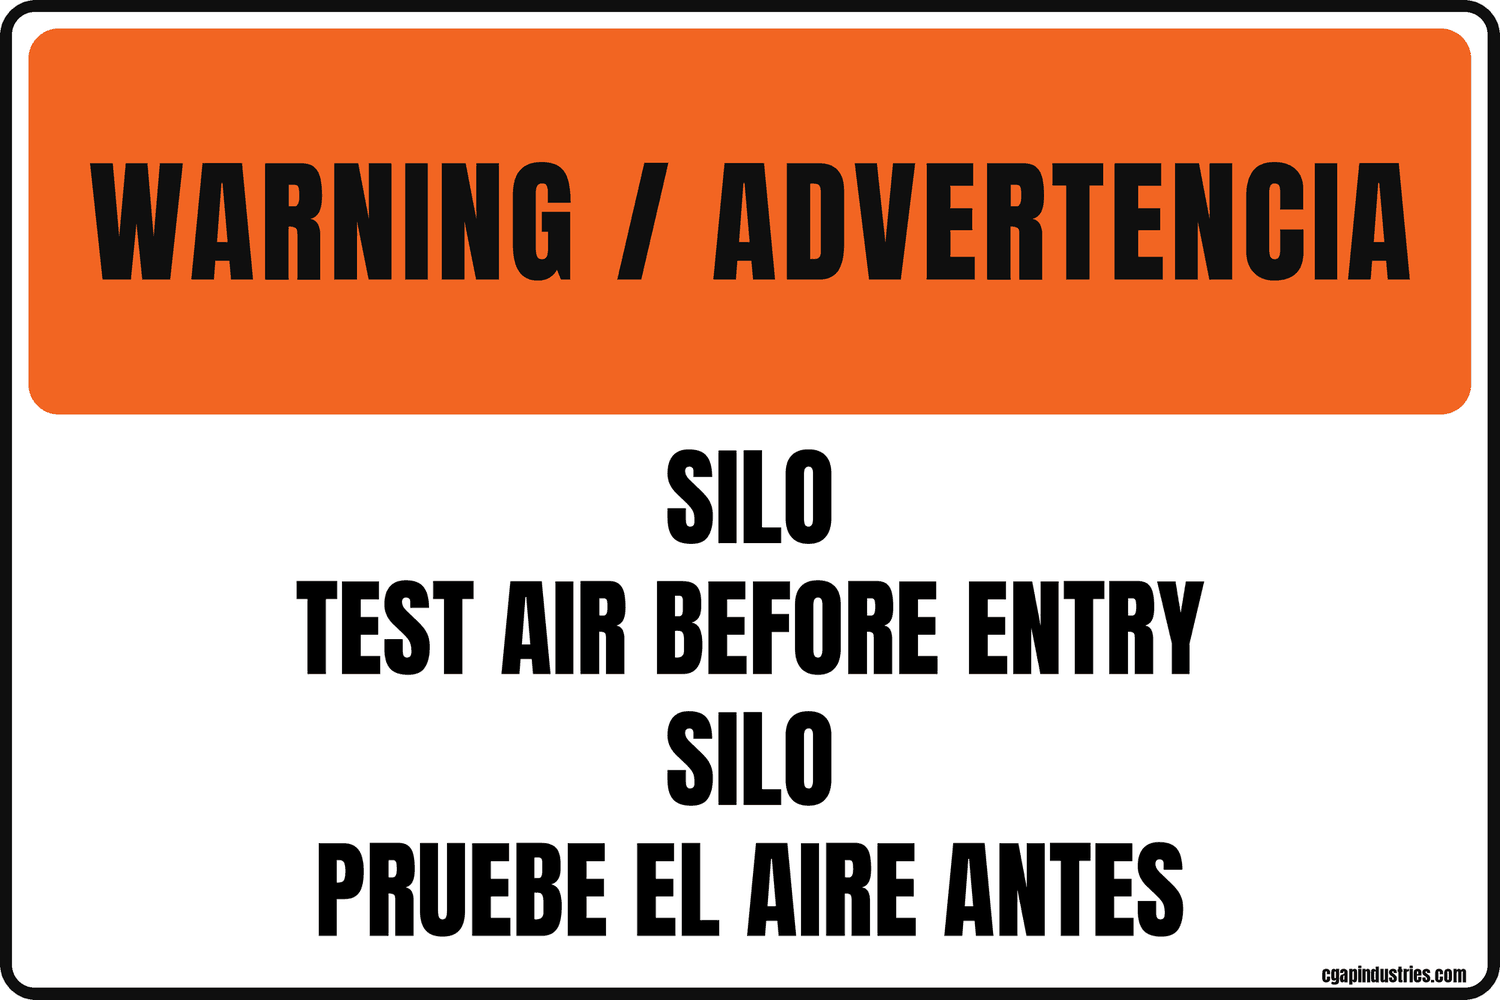 WARNING / ADVERTENCIA
SILO
TEST AIR BEFORE ENTRY
SILO
PRUEBE EL AIRE ANTES
cgapindustries.com